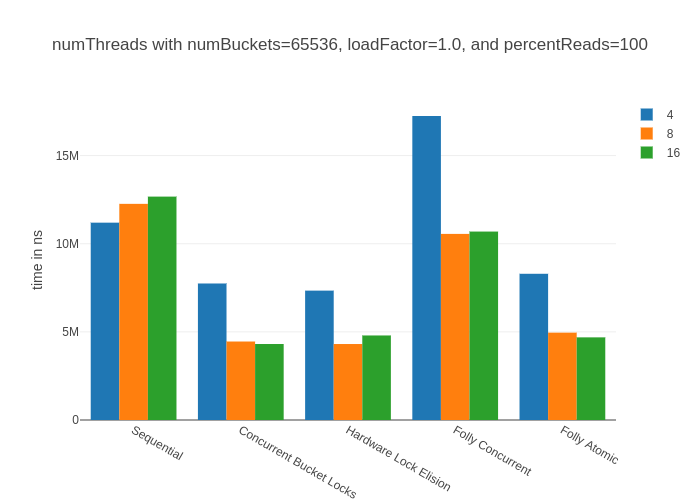 numThreads with numBuckets=65536, loadFactor=1.0, and percentReads=100
4
8
16
15M
10M
5M
0
time in ns
Sequential
Concurrent Bucket Locks
Hardware Lock Elision
Folly Concurrent
Folly Atomic